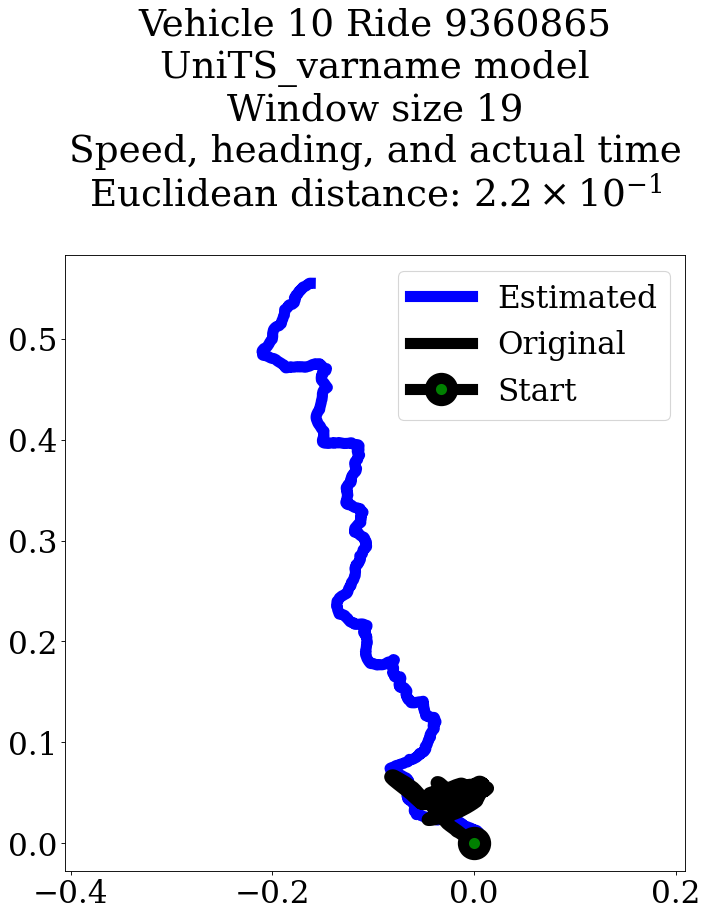 Vehicle 10 Ride 9360865
UniTS_varname model
Window size 19
Speed, heading, and actual time
Euclidean distance: 2.2 × 10⁻¹
Estimated
Original
Start
0.5
0.4
0.3
0.2
0.1
0.0
−0.4 −0.2 0.0 0.2